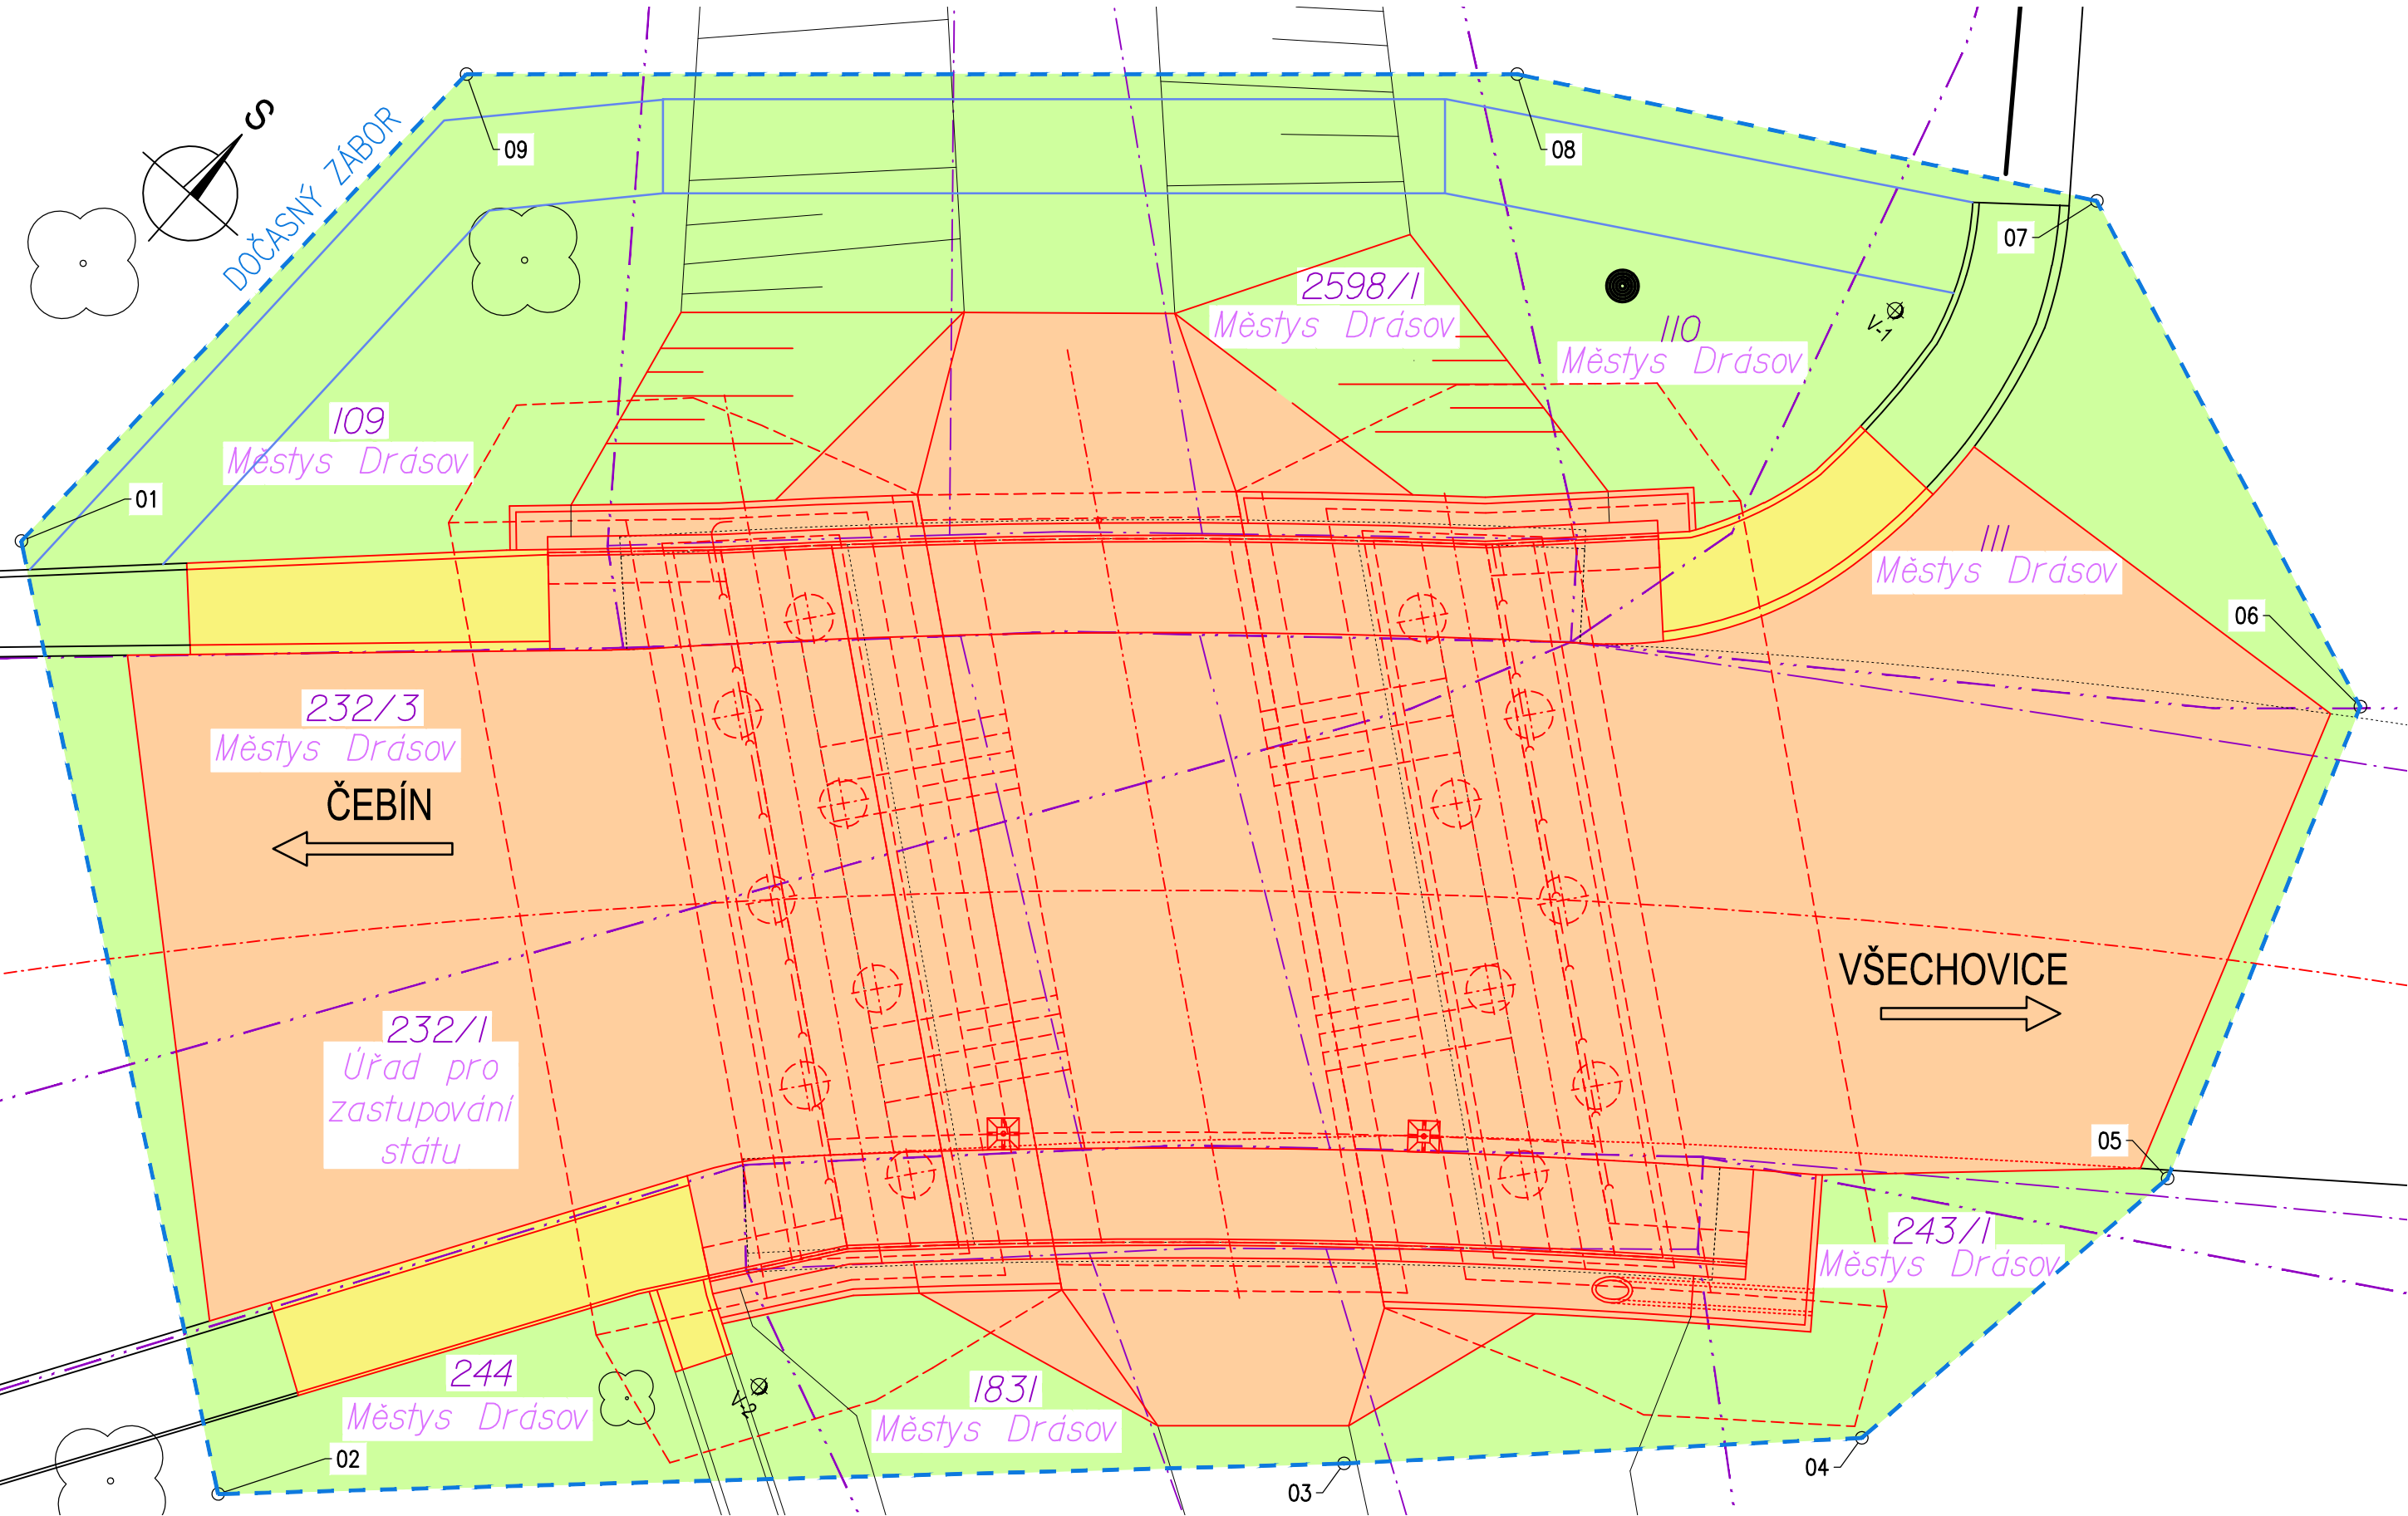 S
DOČASNÝ ZÁBOR
09
08
07
2598/1
Městys Drásov
110
Městys Drásov
V-1
109
Městys Drásov
01
111
Městys Drásov
06
232/3
Městys Drásov
ČEBÍN
VŠECHOVICE
232/1
Úřad pro
zastupování
státu
05
243/1
Městys Drásov
244
Městys Drásov
V-2
1831
Městys Drásov
02
03
04